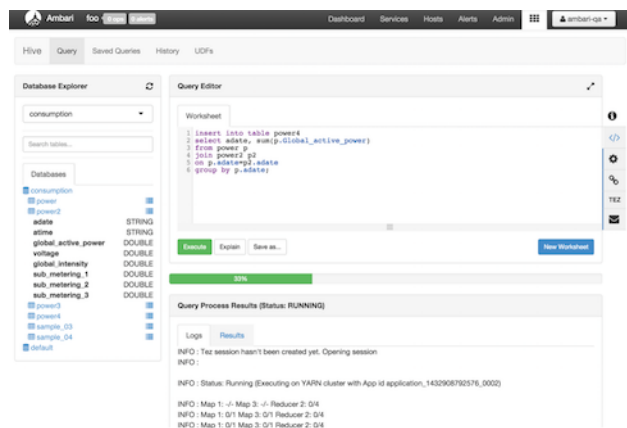 Ambari foo 0 ops 0 alerts Dashboard Services Hosts Alerts Admin ambari-qa
Hive Query Saved Queries History UDFs
Database Explorer
consumption
Search tables...
Databases
consumption
power
power2
adate STRING
atime STRING
global_active_power DOUBLE
voltage DOUBLE
global_intensity DOUBLE
sub_metering_1 DOUBLE
sub_metering_2 DOUBLE
sub_metering_3 DOUBLE
power3
power4
sample_03
sample_04
default
Query Editor
Worksheet
1 insert into table power4
2 select adate, sum(p.Global_active_power)
3 from power p
4 join power2 p2
5 on p.adate=p2.adate
6 group by p.adate;
Execute Explain Save as... New Worksheet
TEZ
33%
Query Process Results (Status: RUNNING)
Logs Results
INFO : Tez session hasn't been created yet. Opening session
INFO :
INFO : Status: Running (Executing on YARN cluster with App id application_1432908792576_0002)
INFO : Map 1: -/- Map 3: -/- Reducer 2: 0/4
INFO : Map 1: 0/1 Map 3: 0/1 Reducer 2: 0/4
INFO : Map 1: 0/1 Map 3: 0/1 Reducer 2: 0/4